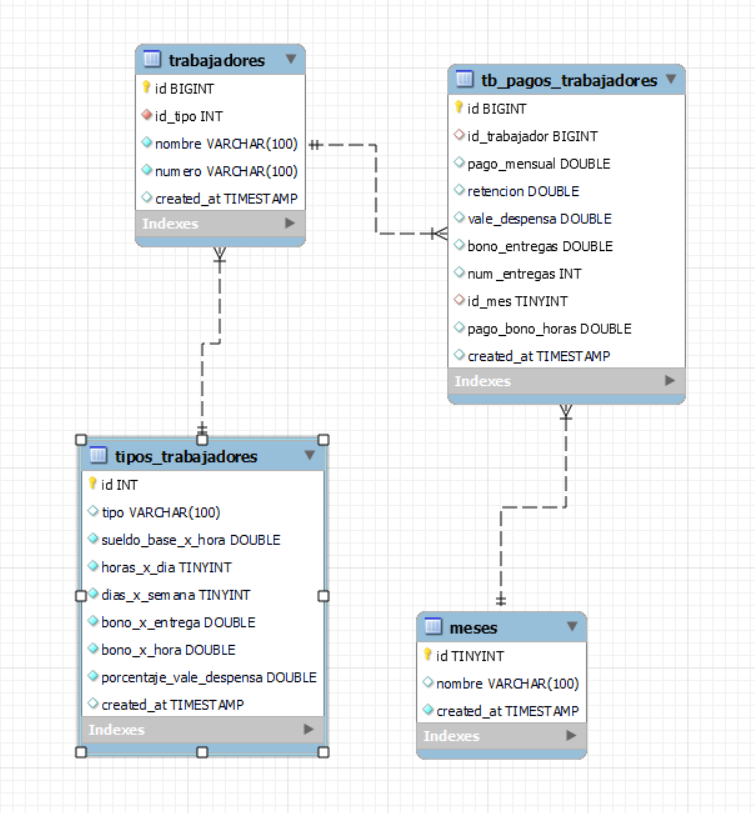 trabajadores
id BIGINT
id_tipo INT
nombre VARCHAR(100)
numero VARCHAR(100)
created_at TIMESTAMP
Indexes
tb_pagos_trabajadores
id BIGINT
id_trabajador BIGINT
pago_mensual DOUBLE
retencion DOUBLE
vale_despensa DOUBLE
bono_entregas DOUBLE
num_entregas INT
id_mes TINYINT
pago_bono_horas DOUBLE
created_at TIMESTAMP
Indexes
tipos_trabajadores
id INT
tipo VARCHAR(100)
sueldo_base_x_hora DOUBLE
horas_x_dia TINYINT
dias_x_semana TINYINT
bono_x_entrega DOUBLE
bono_x_hora DOUBLE
porcentaje_vale_despensa DOUBLE
created_at TIMESTAMP
Indexes
meses
id TINYINT
nombre VARCHAR(100)
created_at TIMESTAMP
Indexes